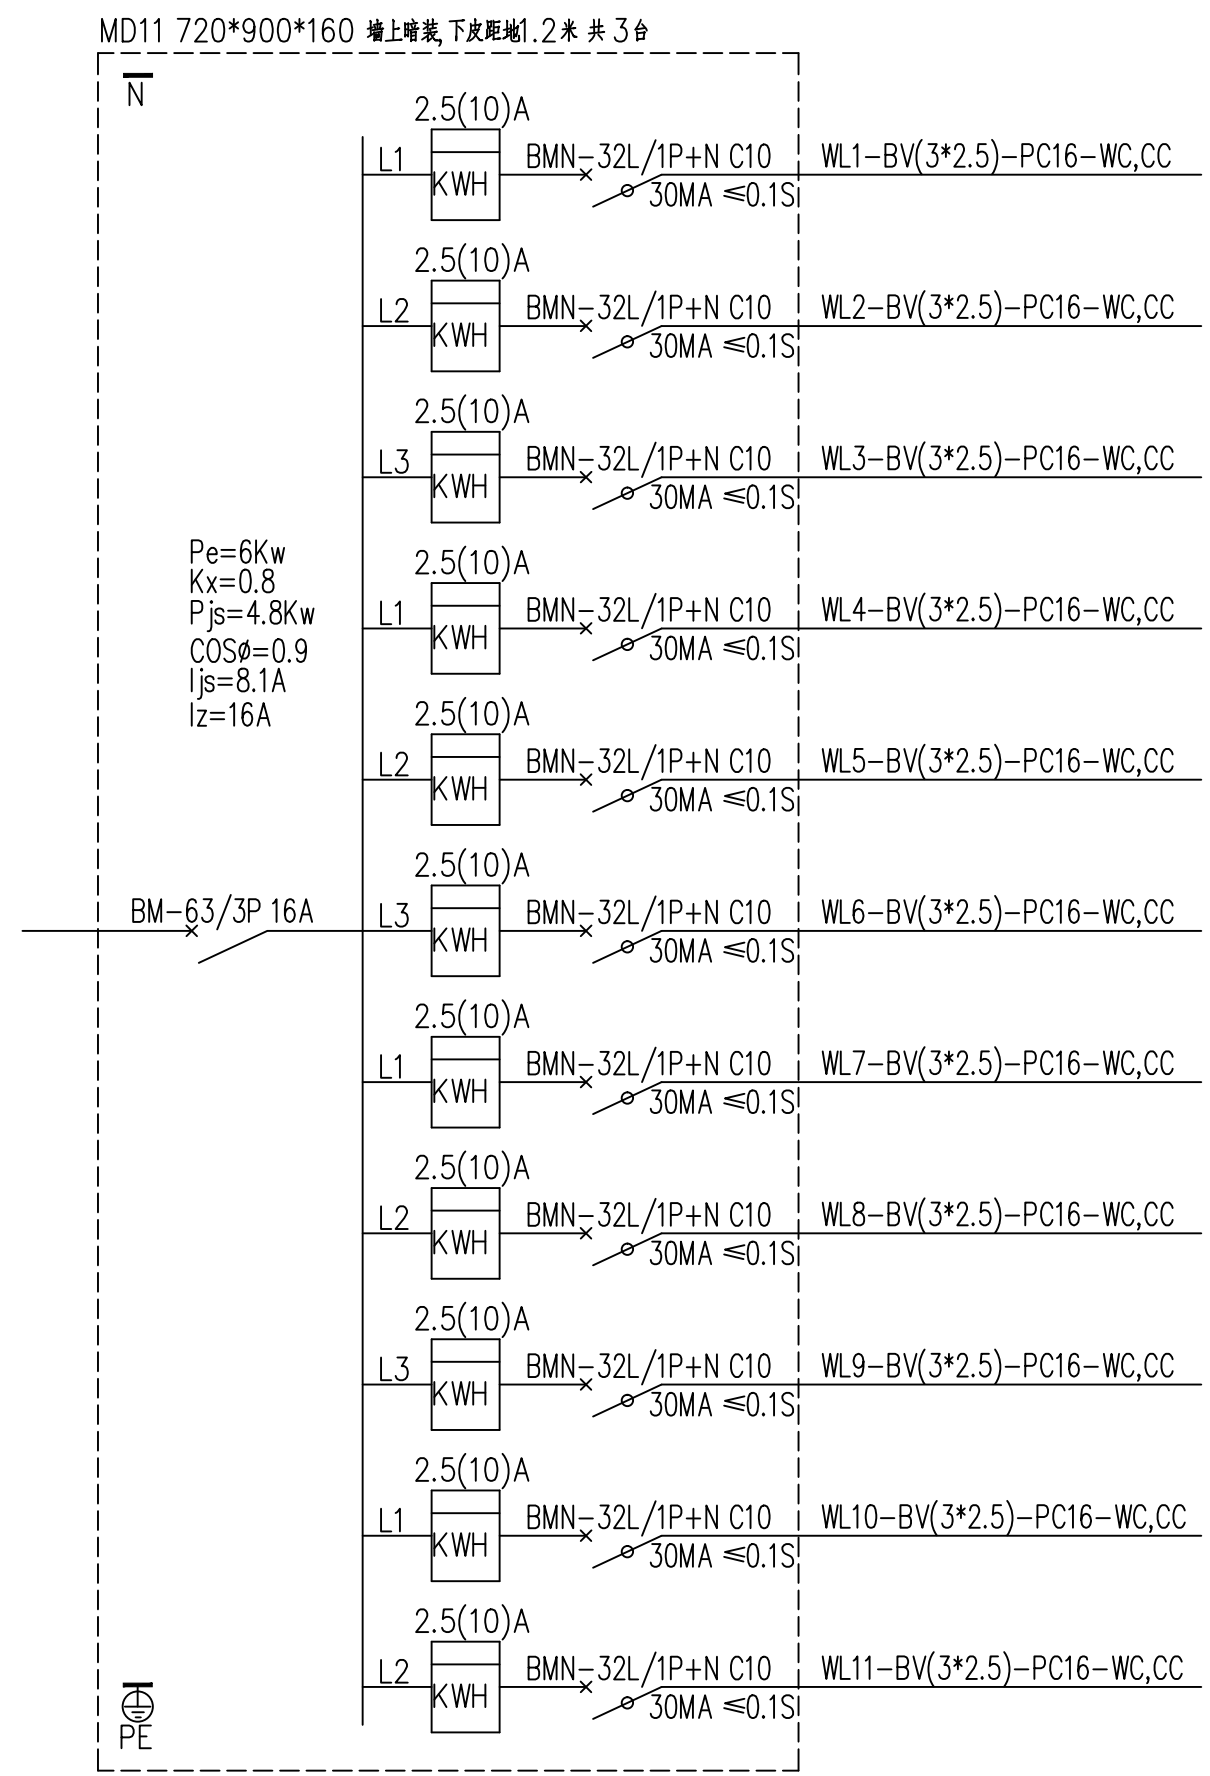 MD11 720*900*160 墙上暗装,下皮距地1.2米 共 3台
N
2.5(10)A
L1
KWH
BMN-32L/1P+N C10
30MA ≤0.1S
WL1-BV(3*2.5)-PC16-WC,CC
2.5(10)A
L2
KWH
BMN-32L/1P+N C10
30MA ≤0.1S
WL2-BV(3*2.5)-PC16-WC,CC
2.5(10)A
L3
KWH
BMN-32L/1P+N C10
30MA ≤0.1S
WL3-BV(3*2.5)-PC16-WC,CC
Pe=6Kw
Kx=0.8
Pjs=4.8Kw
COSø=0.9
Ijs=8.1A
Iz=16A
2.5(10)A
L1
KWH
BMN-32L/1P+N C10
30MA ≤0.1S
WL4-BV(3*2.5)-PC16-WC,CC
2.5(10)A
L2
KWH
BMN-32L/1P+N C10
30MA ≤0.1S
WL5-BV(3*2.5)-PC16-WC,CC
BM-63/3P 16A
2.5(10)A
L3
KWH
BMN-32L/1P+N C10
30MA ≤0.1S
WL6-BV(3*2.5)-PC16-WC,CC
2.5(10)A
L1
KWH
BMN-32L/1P+N C10
30MA ≤0.1S
WL7-BV(3*2.5)-PC16-WC,CC
2.5(10)A
L2
KWH
BMN-32L/1P+N C10
30MA ≤0.1S
WL8-BV(3*2.5)-PC16-WC,CC
2.5(10)A
L3
KWH
BMN-32L/1P+N C10
30MA ≤0.1S
WL9-BV(3*2.5)-PC16-WC,CC
2.5(10)A
L1
KWH
BMN-32L/1P+N C10
30MA ≤0.1S
WL10-BV(3*2.5)-PC16-WC,CC
2.5(10)A
L2
KWH
BMN-32L/1P+N C10
30MA ≤0.1S
WL11-BV(3*2.5)-PC16-WC,CC
PE